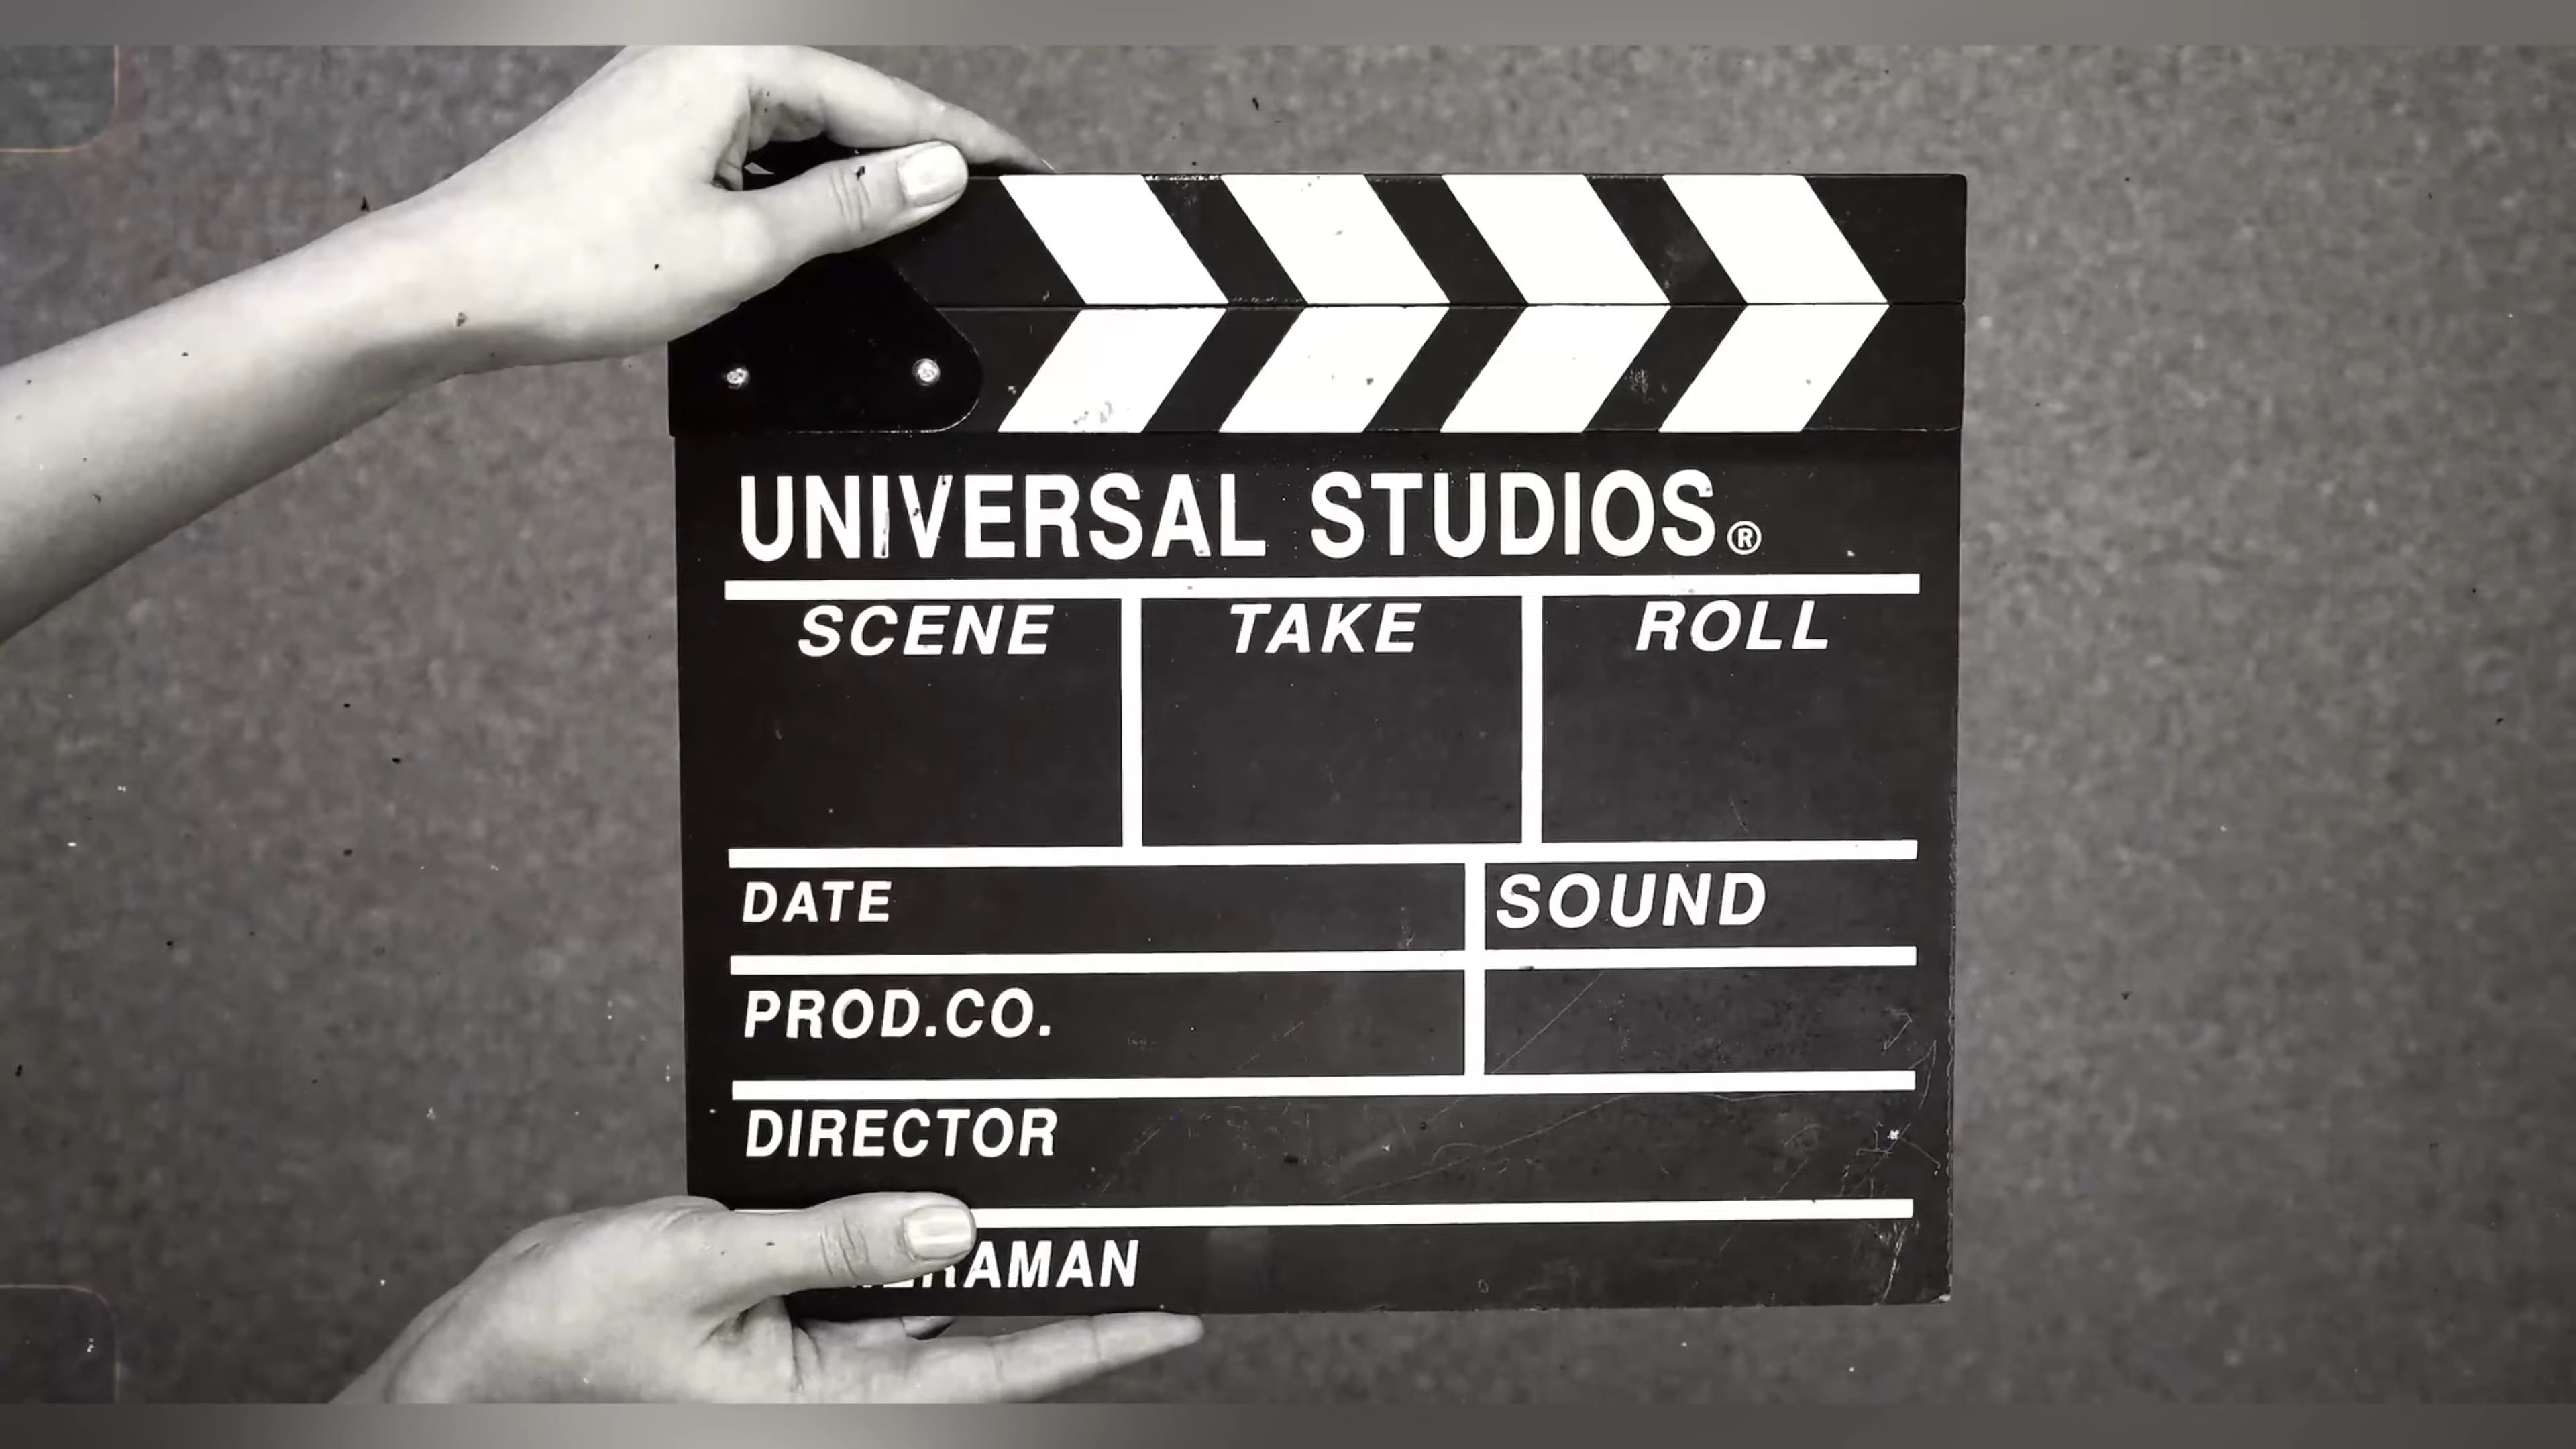 UNIVERSAL STUDIOS®
SCENE TAKE ROLL
DATE SOUND
PROD.CO.
DIRECTOR